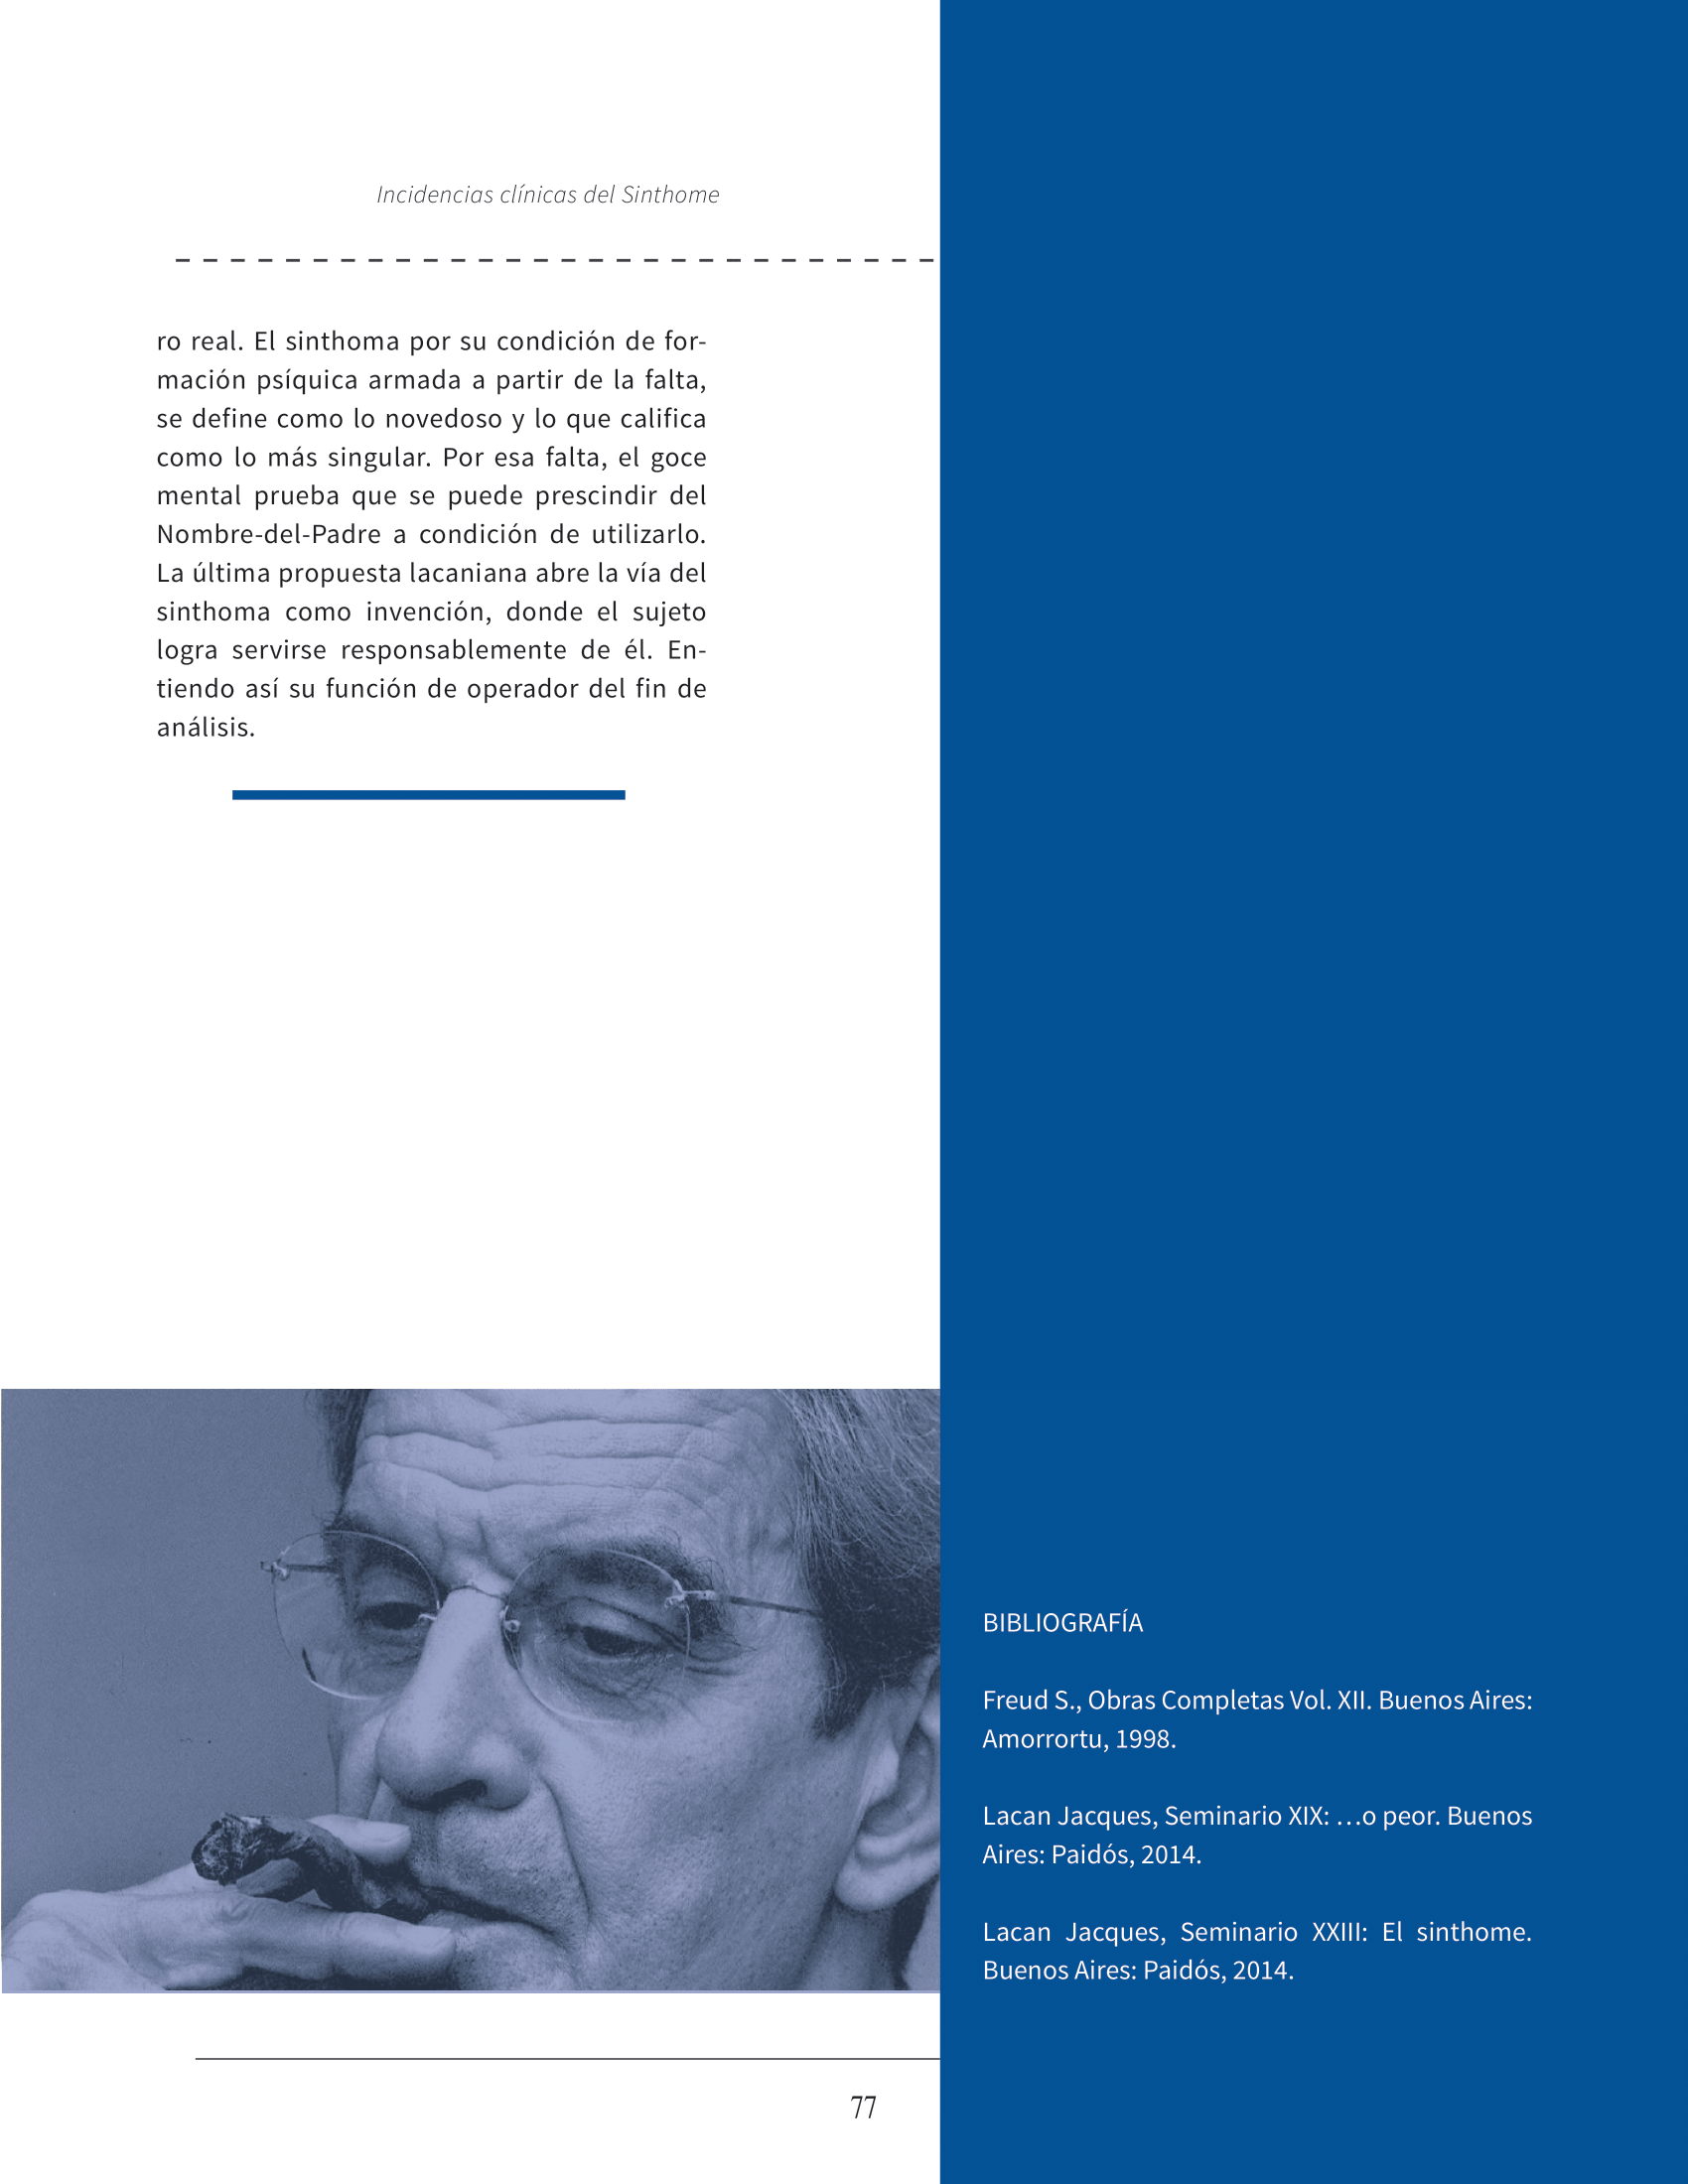 Incidencias clínicas del Sinthome
ro real. El sinthoma por su condición de for-
mación psíquica armada a partir de la falta,
se define como lo novedoso y lo que califica
como lo más singular. Por esa falta, el goce
mental prueba que se puede prescindir del
Nombre-del-Padre a condición de utilizarlo.
La última propuesta lacaniana abre la vía del
sinthoma como invención, donde el sujeto
logra servirse responsablemente de él. En-
tiendo así su función de operador del fin de
análisis.
BIBLIOGRAFÍA
Freud S., Obras Completas Vol. XII. Buenos Aires:
Amorrortu, 1998.
Lacan Jacques, Seminario XIX: …o peor. Buenos
Aires: Paidós, 2014.
Lacan Jacques, Seminario XXIII: El sinthome.
Buenos Aires: Paidós, 2014.
77